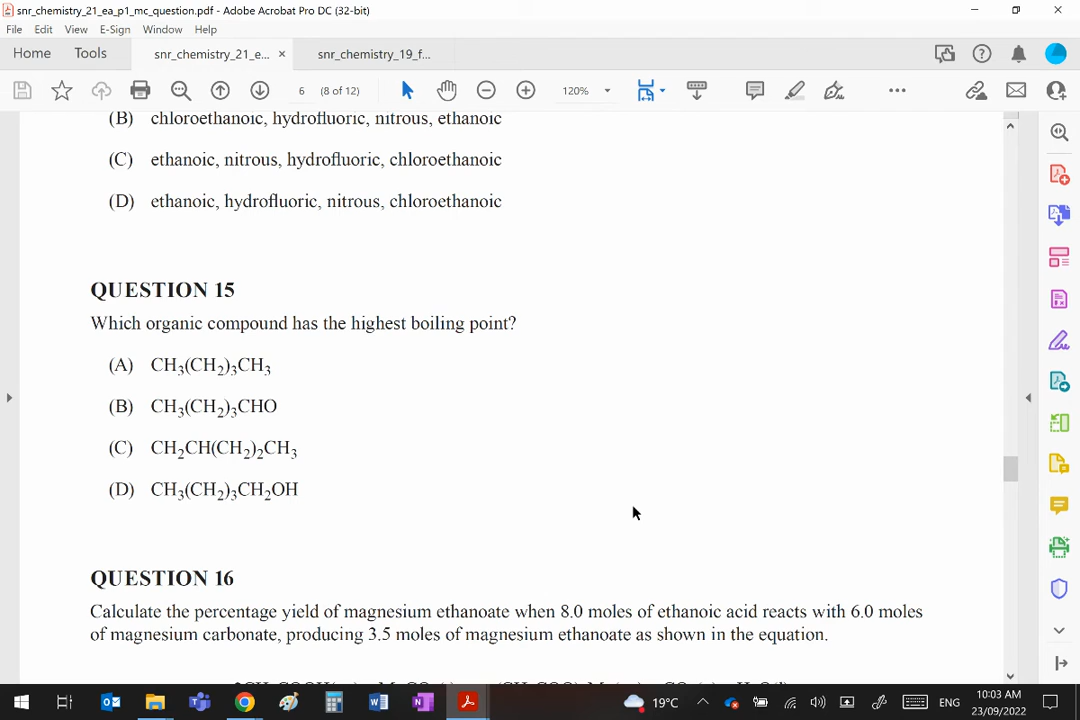 snr_chemistry_21_ea_p1_mc_question.pdf - Adobe Acrobat Pro DC (32-bit)
File Edit View E-Sign Window Help
Home Tools snr_chemistry_21_e... × snr_chemistry_19_f...
6 (8 of 12) 120%
(B) chloroethanoic, hydrofluoric, nitrous, ethanoic
(C) ethanoic, nitrous, hydrofluoric, chloroethanoic
(D) ethanoic, hydrofluoric, nitrous, chloroethanoic
QUESTION 15
Which organic compound has the highest boiling point?
(A) CH₃(CH₂)₃CH₃
(B) CH₃(CH₂)₃CHO
(C) CH₂CH(CH₂)₂CH₃
(D) CH₃(CH₂)₃CH₂OH
QUESTION 16
Calculate the percentage yield of magnesium ethanoate when 8.0 moles of ethanoic acid reacts with 6.0 moles
of magnesium carbonate, producing 3.5 moles of magnesium ethanoate as shown in the equation.
19°C ENG 10:03 AM
23/09/2022